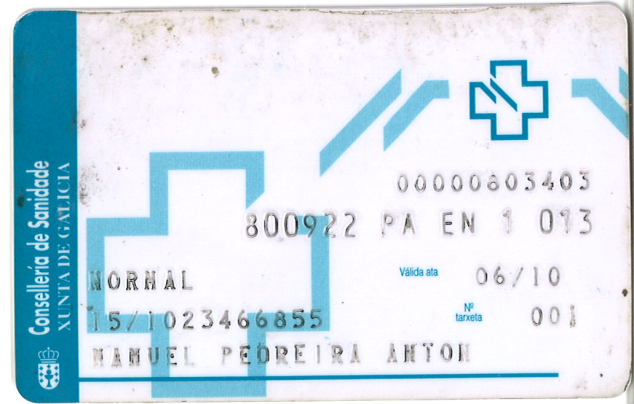 Consellería de Sanidade
XUNTA DE GALICIA
00000803403
800922 PA EN 1 013
NORMAL
Válida ata 06/10
15/1023466855
Nº tarxeta 001
MANUEL PEDREIRA ANTON